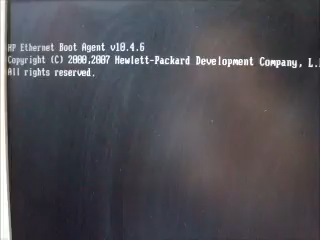 HP Ethernet Boot Agent v10.4.6
Copyright (C) 2000,2007 Hewlett-Packard Development Company, L.
All rights reserved.